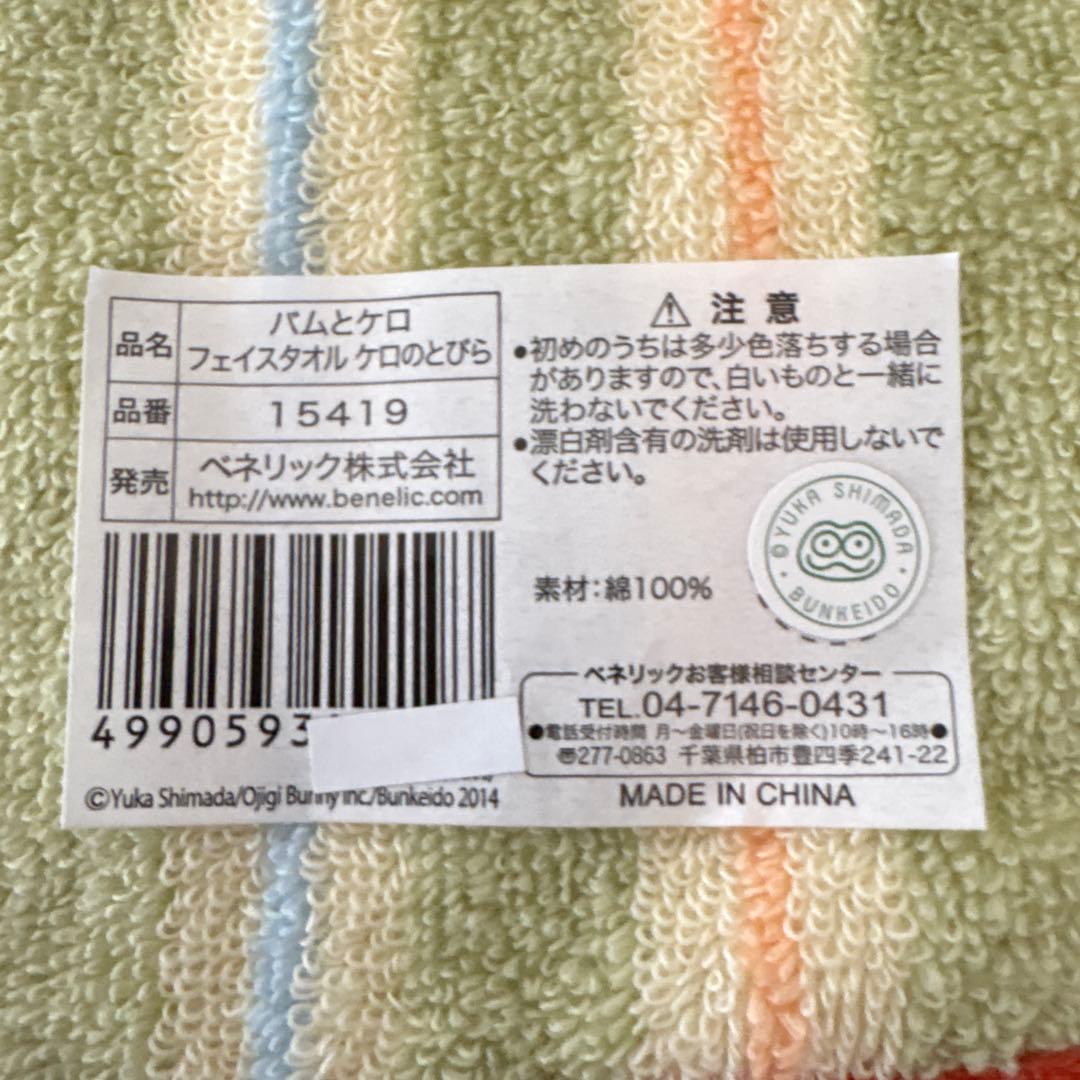 品名
バムとケロ
フェイスタオル ケロのとびら
品番
15419
発売
ベネリック株式会社
http://www.benelic.com
4990593
©Yuka Shimada/Ojigi Bunny inc./Bunkeido 2014
⚠ 注意
●初めのうちは多少色落ちする場合
がありますので、白いものと一緒に
洗わないでください。
●漂白剤含有の洗剤は使用しないで
ください。
素材:綿100%
©YUKA SHIMADA
・BUNKEIDO・
ベネリックお客様相談センター
TEL.04-7146-0431
●電話受付時間 月〜金曜日(祝日を除く)10時〜16時●
〠277-0863 千葉県柏市豊四季241-22
MADE IN CHINA